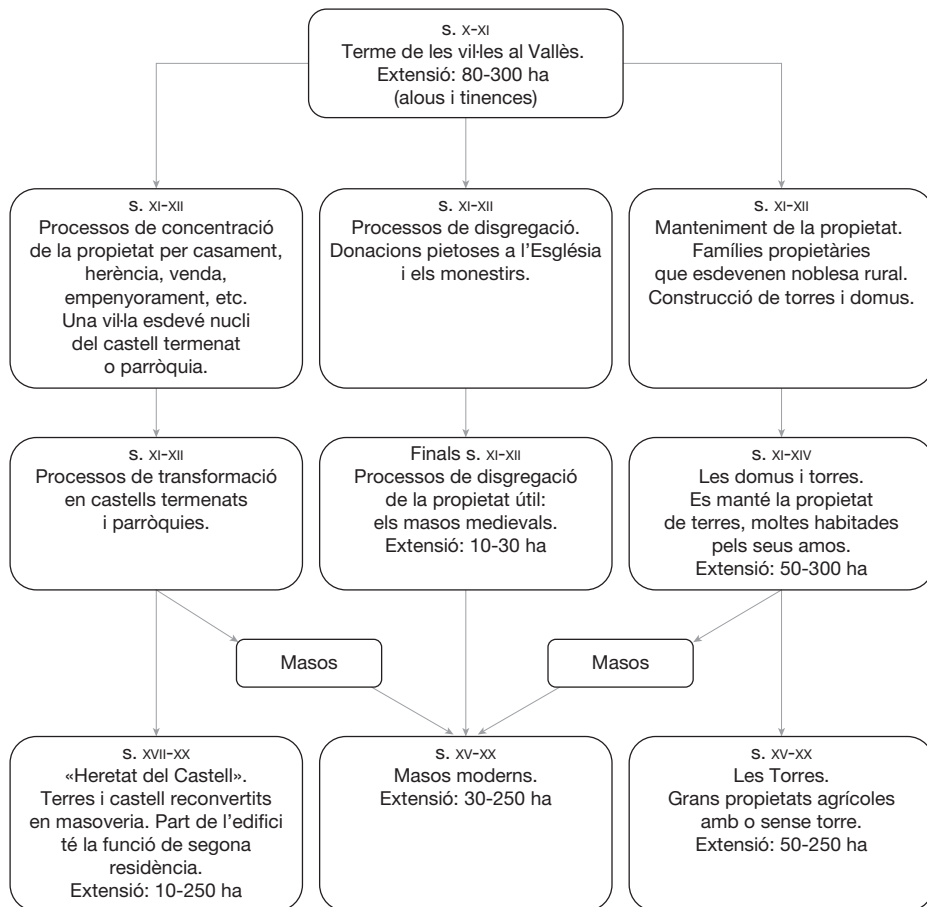 s. X-XI
Terme de les vil·les al Vallès.
Extensió: 80-300 ha
(alous i tinences)
s. XI-XII
Processos de concentració
de la propietat per casament,
herència, venda,
empenyorament, etc.
Una vil·la esdevé nucli
del castell termenat
o parròquia.
s. XI-XII
Processos de disgregació.
Donacions pietoses a l’Església
i els monestirs.
s. XI-XII
Manteniment de la propietat.
Famílies propietàries
que esdevenen noblesa rural.
Construcció de torres i domus.
s. XI-XII
Processos de transformació
en castells termenats
i parròquies.
Finals s. XI-XII
Processos de disgregació
de la propietat útil:
els masos medievals.
Extensió: 10-30 ha
s. XI-XIV
Les domus i torres.
Es manté la propietat
de terres, moltes habitades
pels seus amos.
Extensió: 50-300 ha
Masos
Masos
s. XVII-XX
«Heretat del Castell».
Terres i castell reconvertits
en masoveria. Part de l’edifici
té la funció de segona
residència.
Extensió: 10-250 ha
s. XV-XX
Masos moderns.
Extensió: 30-250 ha
s. XV-XX
Les Torres.
Grans propietats agrícoles
amb o sense torre.
Extensió: 50-250 ha